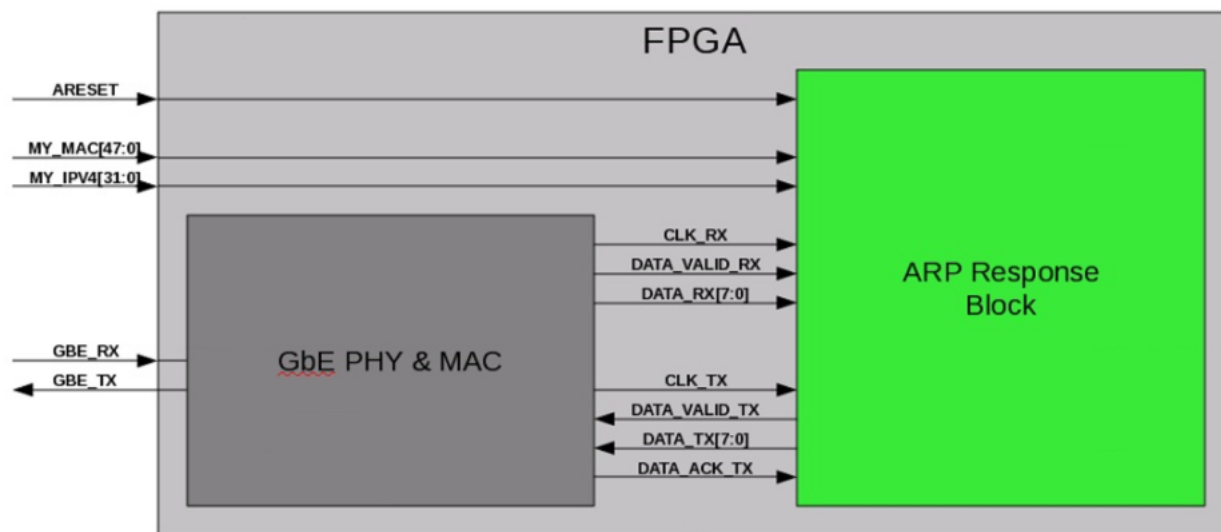 FPGA
ARESET
MY_MAC[47:0]
MY_IPV4[31:0]
CLK_RX
DATA_VALID_RX
DATA_RX[7:0]
ARP Response
Block
GbE PHY & MAC
GBE_RX
GBE_TX
CLK_TX
DATA_VALID_TX
DATA_TX[7:0]
DATA_ACK_TX